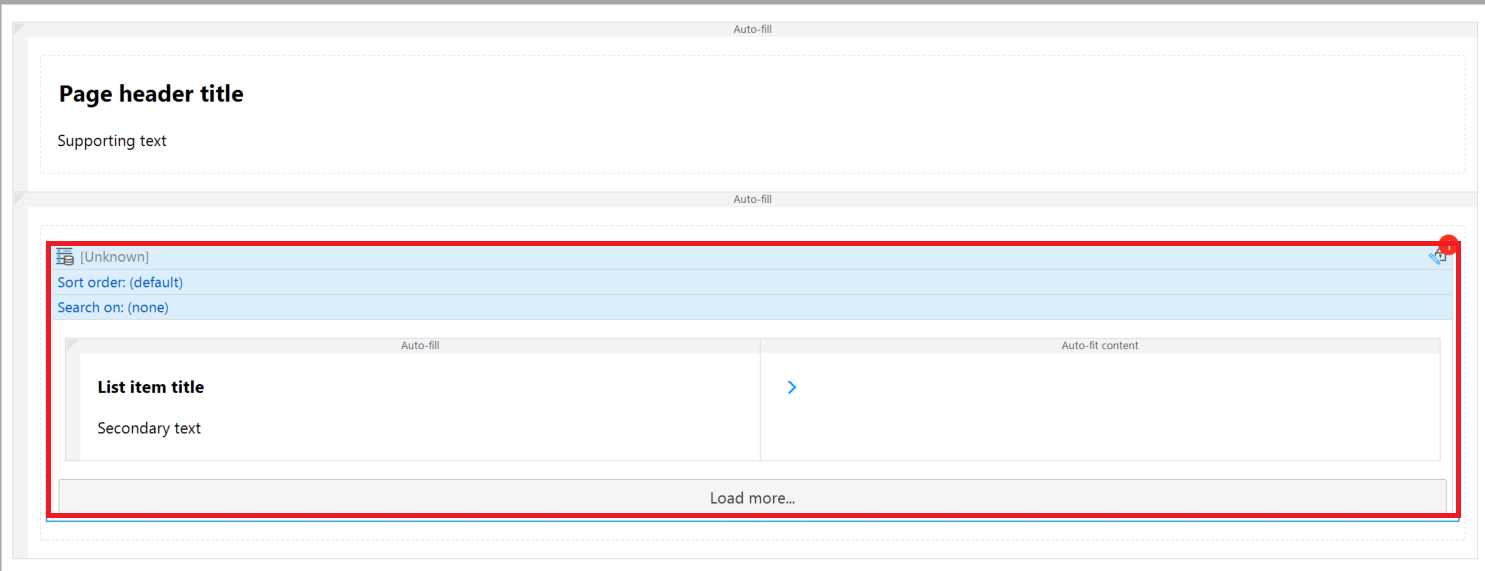 Auto-fill
Page header title
Supporting text
Auto-fill
[Unknown]
Sort order: (default)
Search on: (none)
Auto-fill
Auto-fit content
List item title
Secondary text
Load more...